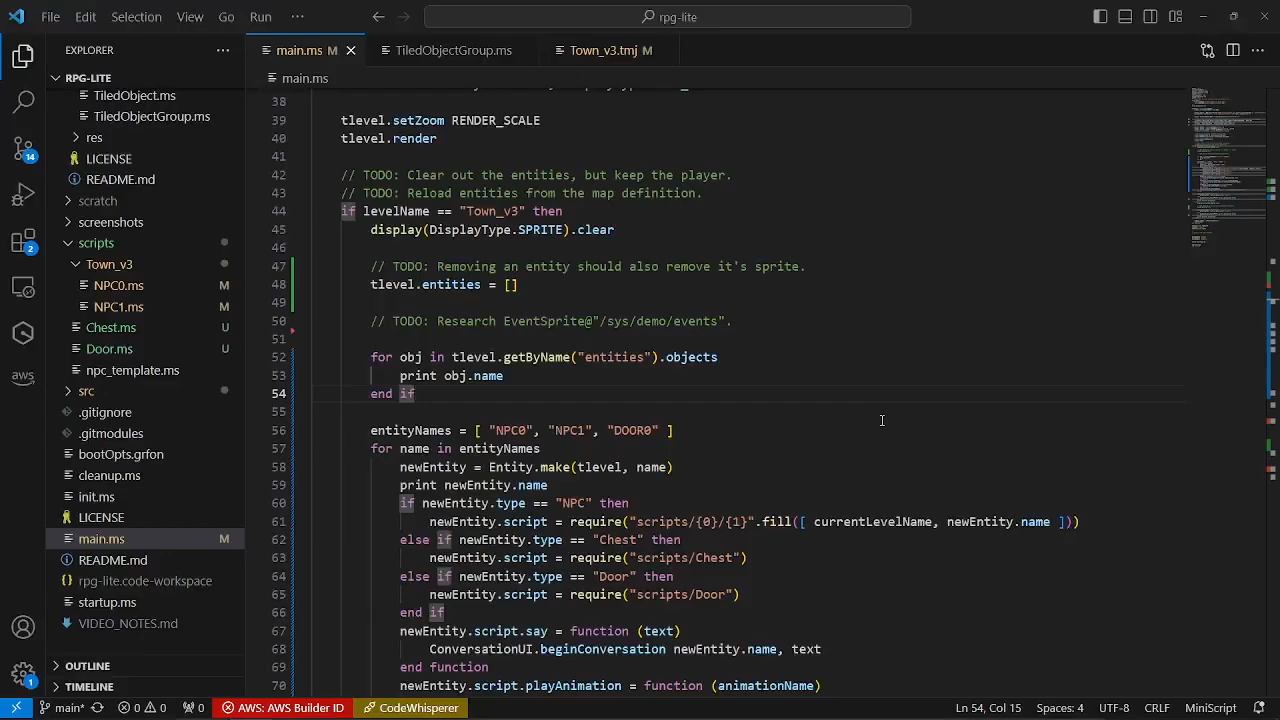 File Edit Selection View Go Run ··· rpg-lite
EXPLORER ···
main.ms M TiledObjectGroup.ms Town_v3.tmj M ···
RPG-LITE
main.ms
TiledObject.ms
TiledObjectGroup.ms
res
LICENSE
README.md
scratch
screenshots
scripts
Town_v3
NPC0.ms M
NPC1.ms M
Chest.ms U
Door.ms U
npc_template.ms
src
.gitignore
.gitmodules
bootOpts.grfon
cleanup.ms
init.ms
LICENSE
main.ms M
README.md
rpg-lite.code-workspace
startup.ms
VIDEO_NOTES.md
OUTLINE
TIMELINE
14
2
aws
1
38
39 tlevel.setZoom RENDER_SCALE
40 tlevel.render
41
42 // TODO: Clear out the entities, but keep the player.
43 // TODO: Reload entities from the map definition.
44 if levelName == "Town_v3" then
45 display(DisplayType.SPRITE).clear
46
47 // TODO: Removing an entity should also remove it's sprite.
48 tlevel.entities = []
49
50 // TODO: Research EventSprite@"/sys/demo/events".
51
52 for obj in tlevel.getByName("entities").objects
53 print obj.name
54 end if
55
56 entityNames = [ "NPC0", "NPC1", "DOOR0" ]
57 for name in entityNames
58 newEntity = Entity.make(tlevel, name)
59 print newEntity.name
60 if newEntity.type == "NPC" then
61 newEntity.script = require("scripts/{0}/{1}".fill([ currentLevelName, newEntity.name ]))
62 else if newEntity.type == "Chest" then
63 newEntity.script = require("scripts/Chest")
64 else if newEntity.type == "Door" then
65 newEntity.script = require("scripts/Door")
66 end if
67 newEntity.script.say = function (text)
68 ConversationUI.beginConversation newEntity.name, text
69 end function
70 newEntity.script.playAnimation = function (animationName)
main* 0 0 0 AWS: AWS Builder ID CodeWhisperer Ln 54, Col 15 Spaces: 4 UTF-8 CRLF MiniScript